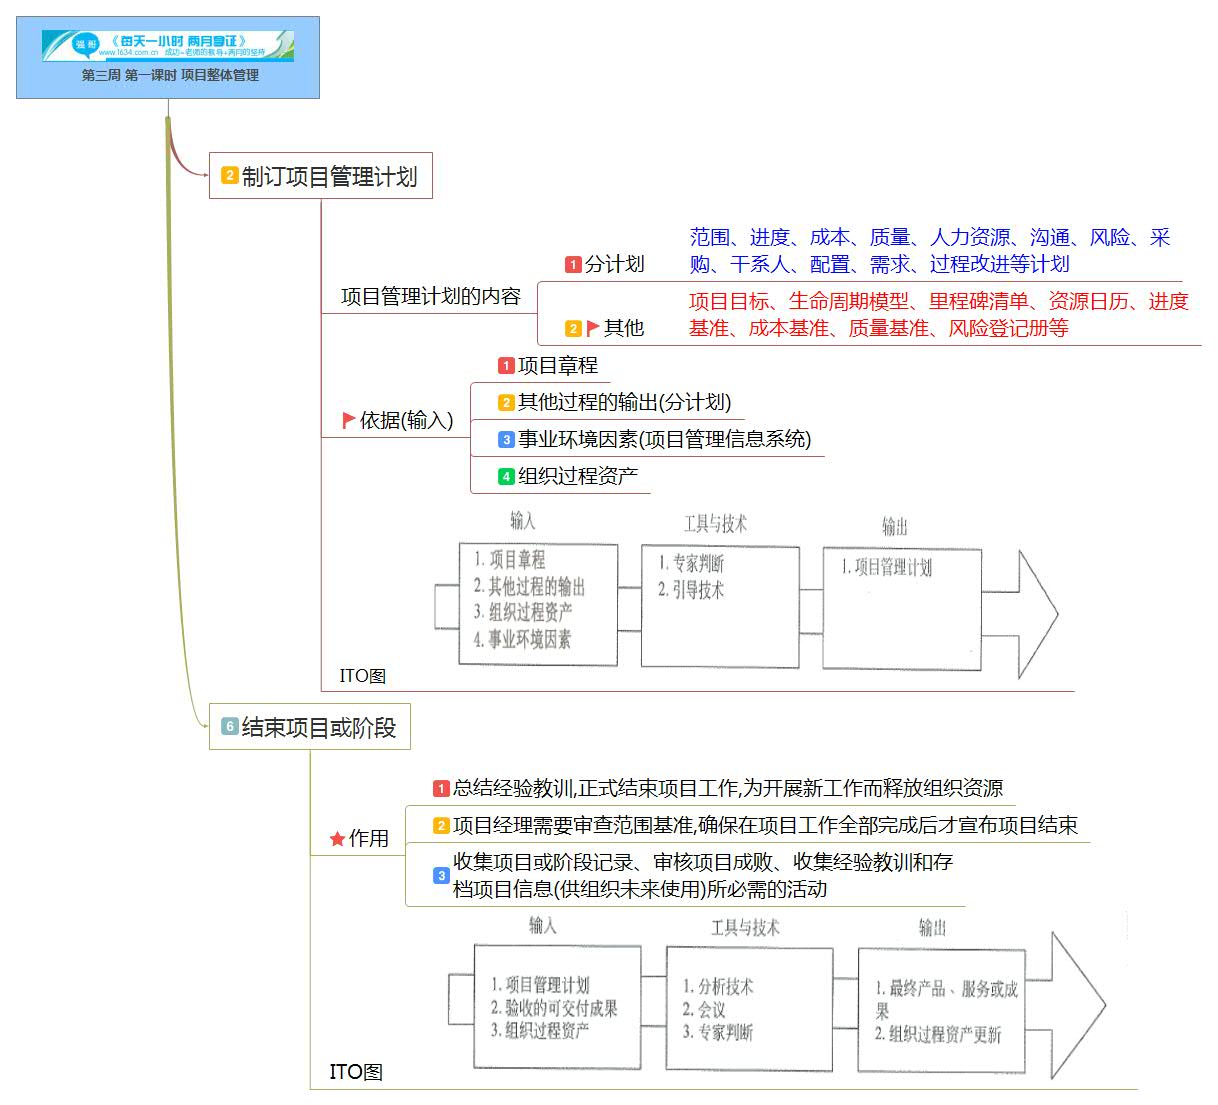 强哥
《每天一小时 两月拿证》
www.1634.com.cn 成功=老师的教导+两月的坚持
第三周 第一课时 项目整体管理
2 制订项目管理计划
项目管理计划的内容
1 分计划
范围、进度、成本、质量、人力资源、沟通、风险、采
购、干系人、配置、需求、过程改进等计划
2 其他
项目目标、生命周期模型、里程碑清单、资源日历、进度
基准、成本基准、质量基准、风险登记册等
依据(输入)
1 项目章程
2 其他过程的输出(分计划)
3 事业环境因素(项目管理信息系统)
4 组织过程资产
ITO图
输入
1. 项目章程
2. 其他过程的输出
3. 组织过程资产
4. 事业环境因素
工具与技术
1. 专家判断
2. 引导技术
输出
1. 项目管理计划
6 结束项目或阶段
作用
1 总结经验教训,正式结束项目工作,为开展新工作而释放组织资源
2 项目经理需要审查范围基准,确保在项目工作全部完成后才宣布项目结束
3 收集项目或阶段记录、审核项目成败、收集经验教训和存
档项目信息(供组织未来使用)所必需的活动
ITO图
输入
1. 项目管理计划
2. 验收的可交付成果
3. 组织过程资产
工具与技术
1. 分析技术
2. 会议
3. 专家判断
输出
1. 最终产品、服务或成
果
2. 组织过程资产更新